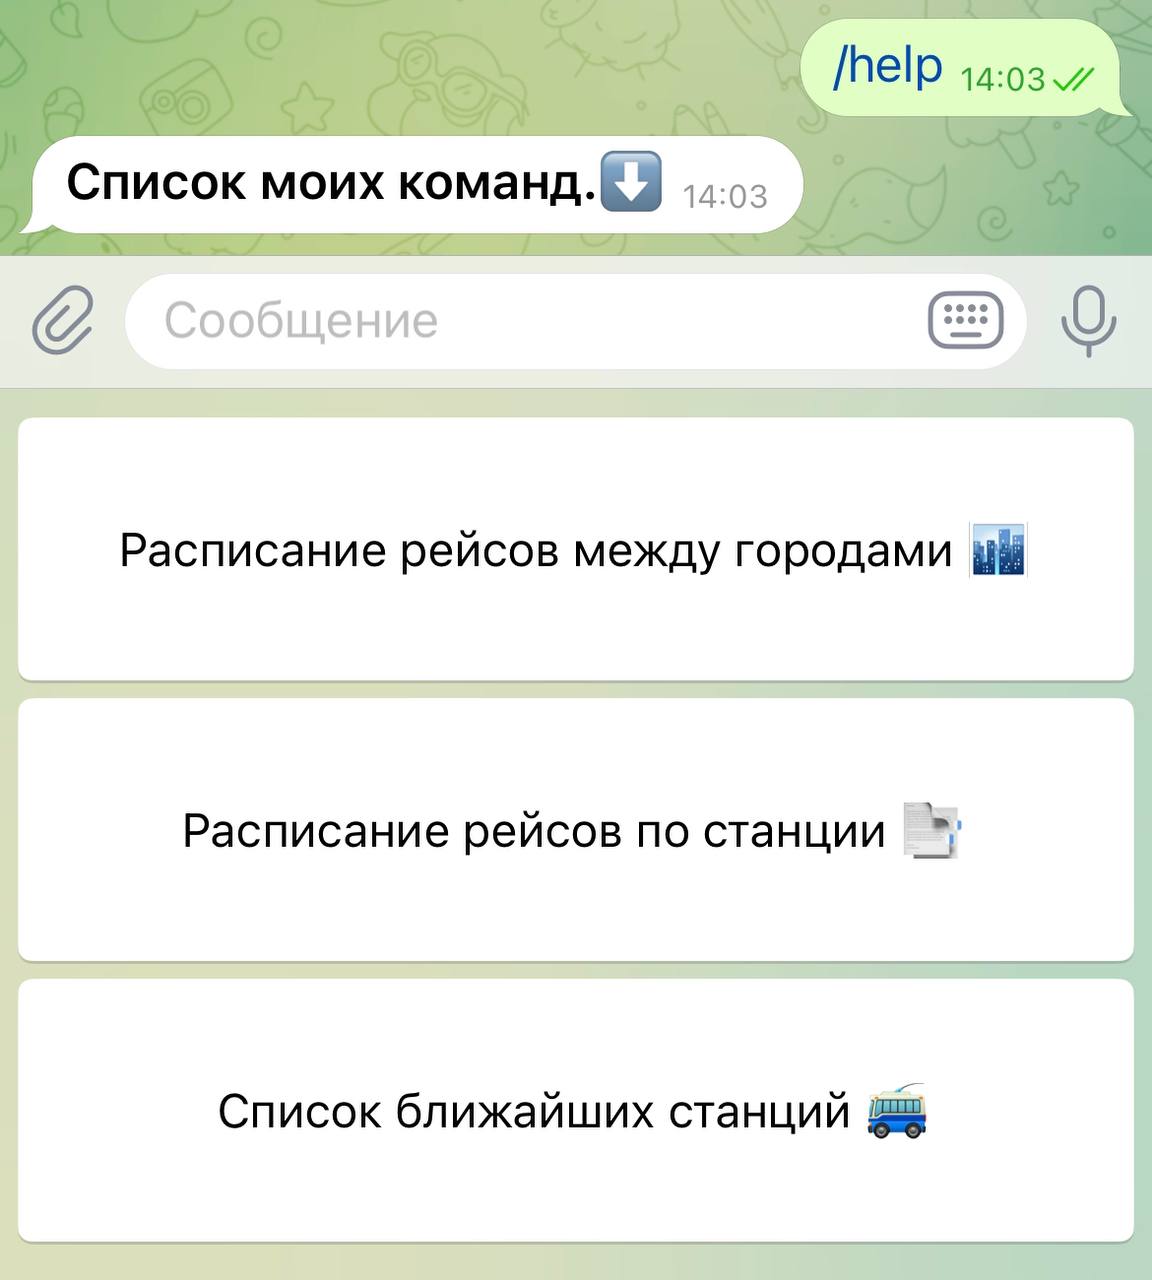 /help 14:03
Список моих команд.⬇️ 14:03
Сообщение
Расписание рейсов между городами 🏙️
Расписание рейсов по станции 📑
Список ближайших станций 🚎